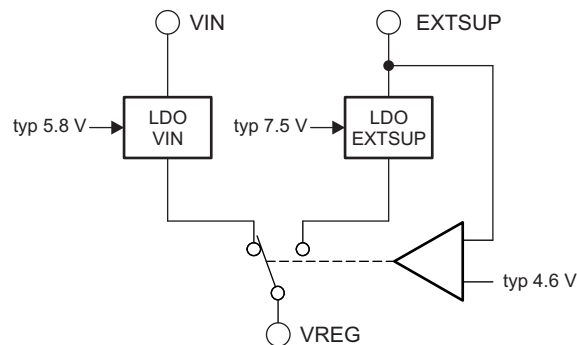 VIN
EXTSUP
typ 5.8 V
LDO
VIN
typ 7.5 V
LDO
EXTSUP
typ 4.6 V
VREG